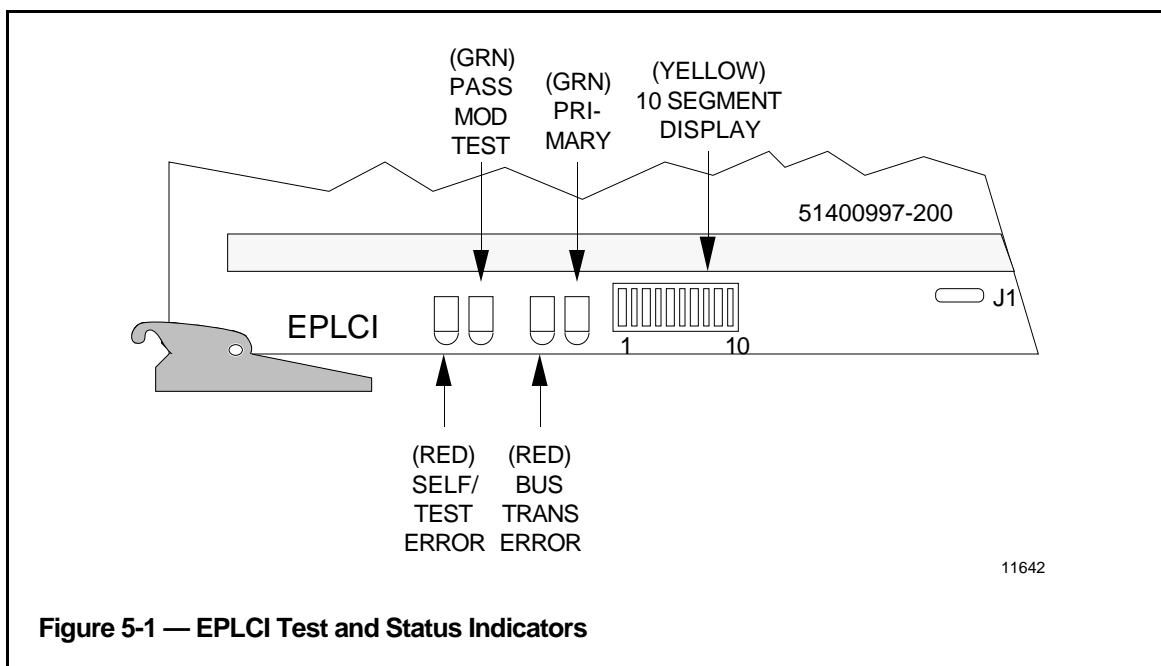 (GRN)
PASS
MOD
TEST
(GRN)
PRI-
MARY
(YELLOW)
10 SEGMENT
DISPLAY
51400997-200
J1
EPLCI
1
10
(RED)
SELF/
TEST
ERROR
(RED)
BUS
TRANS
ERROR
11642
Figure 5-1 — EPLCI Test and Status Indicators